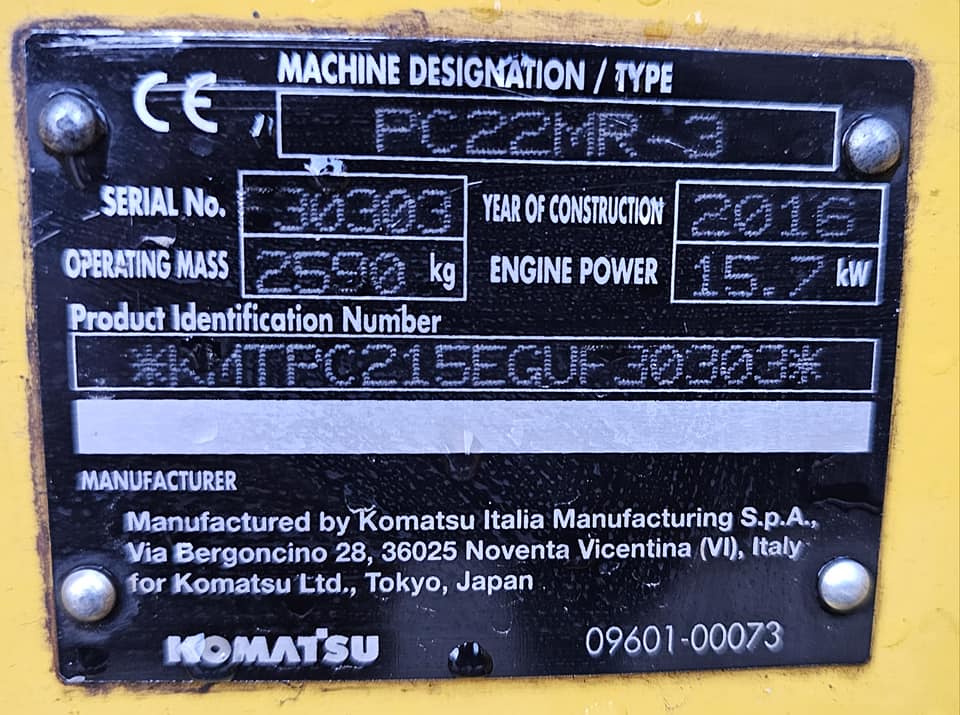 CE
MACHINE DESIGNATION / TYPE
PC22MR-3
SERIAL No. F30303 YEAR OF CONSTRUCTION 2016
OPERATING MASS 2590 kg ENGINE POWER 15.7 kW
Product Identification Number
*KMTPC215EGUF30303*
MANUFACTURER
Manufactured by Komatsu Italia Manufacturing S.p.A.,
Via Bergoncino 28, 36025 Noventa Vicentina (VI), Italy
for Komatsu Ltd., Tokyo, Japan
KOMATSU 09601-00073